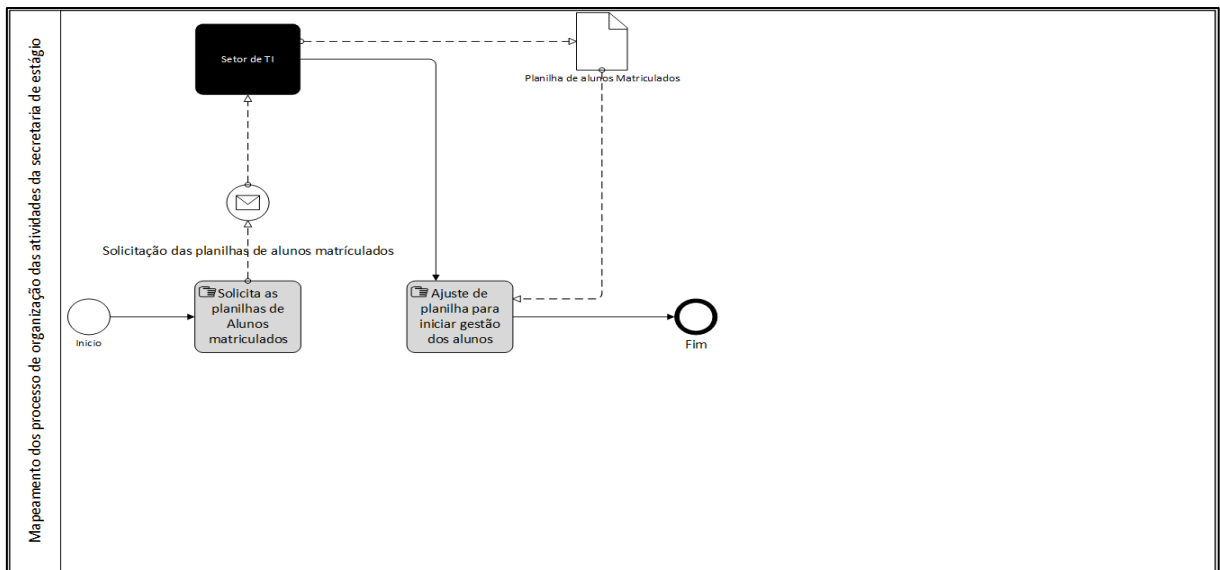 Mapeamento dos processo de organização das atividades da secretaria de estágio
Setor de TI
Planilha de alunos Matriculados
Solicitação das planilhas de alunos matrículados
Inicio
Solicita as
planilhas de
Alunos
matriculados
Ajuste de
planilha para
iniciar gestão
dos alunos
Fim